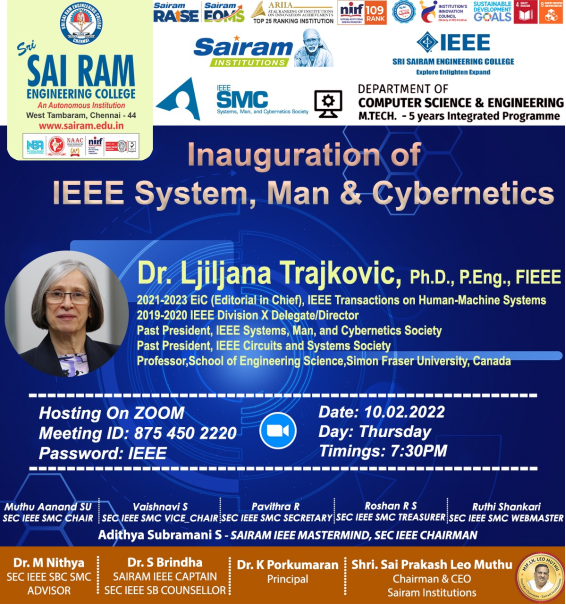 Sri
SAI RAM
ENGINEERING COLLEGE
An Autonomous Institution
West Tambaram, Chennai - 44
www.sairam.edu.in
NBA
NAAC
nirf
Sairam
RAISE
Sairam
EOMS
ARIIA
TOP 25 RANKING INSTITUTION
nirf
109
RANK
INSTITUTION'S
INNOVATION
COUNCIL
SUSTAINABLE
DEVELOPMENT
GOALS
Sairam
INSTITUTIONS
IEEE
SRI SAIRAM ENGINEERING COLLEGE
Explore Enlighten Expand
IEEE
SMC
Systems, Man, and Cybernetics Society
DEPARTMENT OF
COMPUTER SCIENCE & ENGINEERING
M.TECH. - 5 years Integrated Programme
Inauguration of
IEEE System, Man & Cybernetics
Dr. Ljiljana Trajkovic, Ph.D., P.Eng., FIEEE
2021-2023 EiC (Editorial in Chief), IEEE Transactions on Human-Machine Systems
2019-2020 IEEE Division X Delegate/Director
Past President, IEEE Systems, Man, and Cybernetics Society
Past President, IEEE Circuits and Systems Society
Professor,School of Engineering Science,Simon Fraser University, Canada
Hosting On ZOOM
Meeting ID: 875 450 2220
Password: IEEE
Date: 10.02.2022
Day: Thursday
Timings: 7:30PM
Muthu Aanand SU
SEC IEEE SMC CHAIR
Vaishnavi S
SEC IEEE SMC VICE_CHAIR
Pavithra R
SEC IEEE SMC SECRETARY
Roshan R S
SEC IEEE SMC TREASURER
Ruthi Shankari
SEC IEEE SMC WEBMASTER
Adithya Subramani S - SAIRAM IEEE MASTERMIND, SEC IEEE CHAIRMAN
Dr. M Nithya
SEC IEEE SBC SMC
ADVISOR
Dr. S Brindha
SAIRAM IEEE CAPTAIN
SEC IEEE SB COUNSELLOR
Dr. K Porkumaran
Principal
Shri. Sai Prakash Leo Muthu
Chairman & CEO
Sairam Institutions